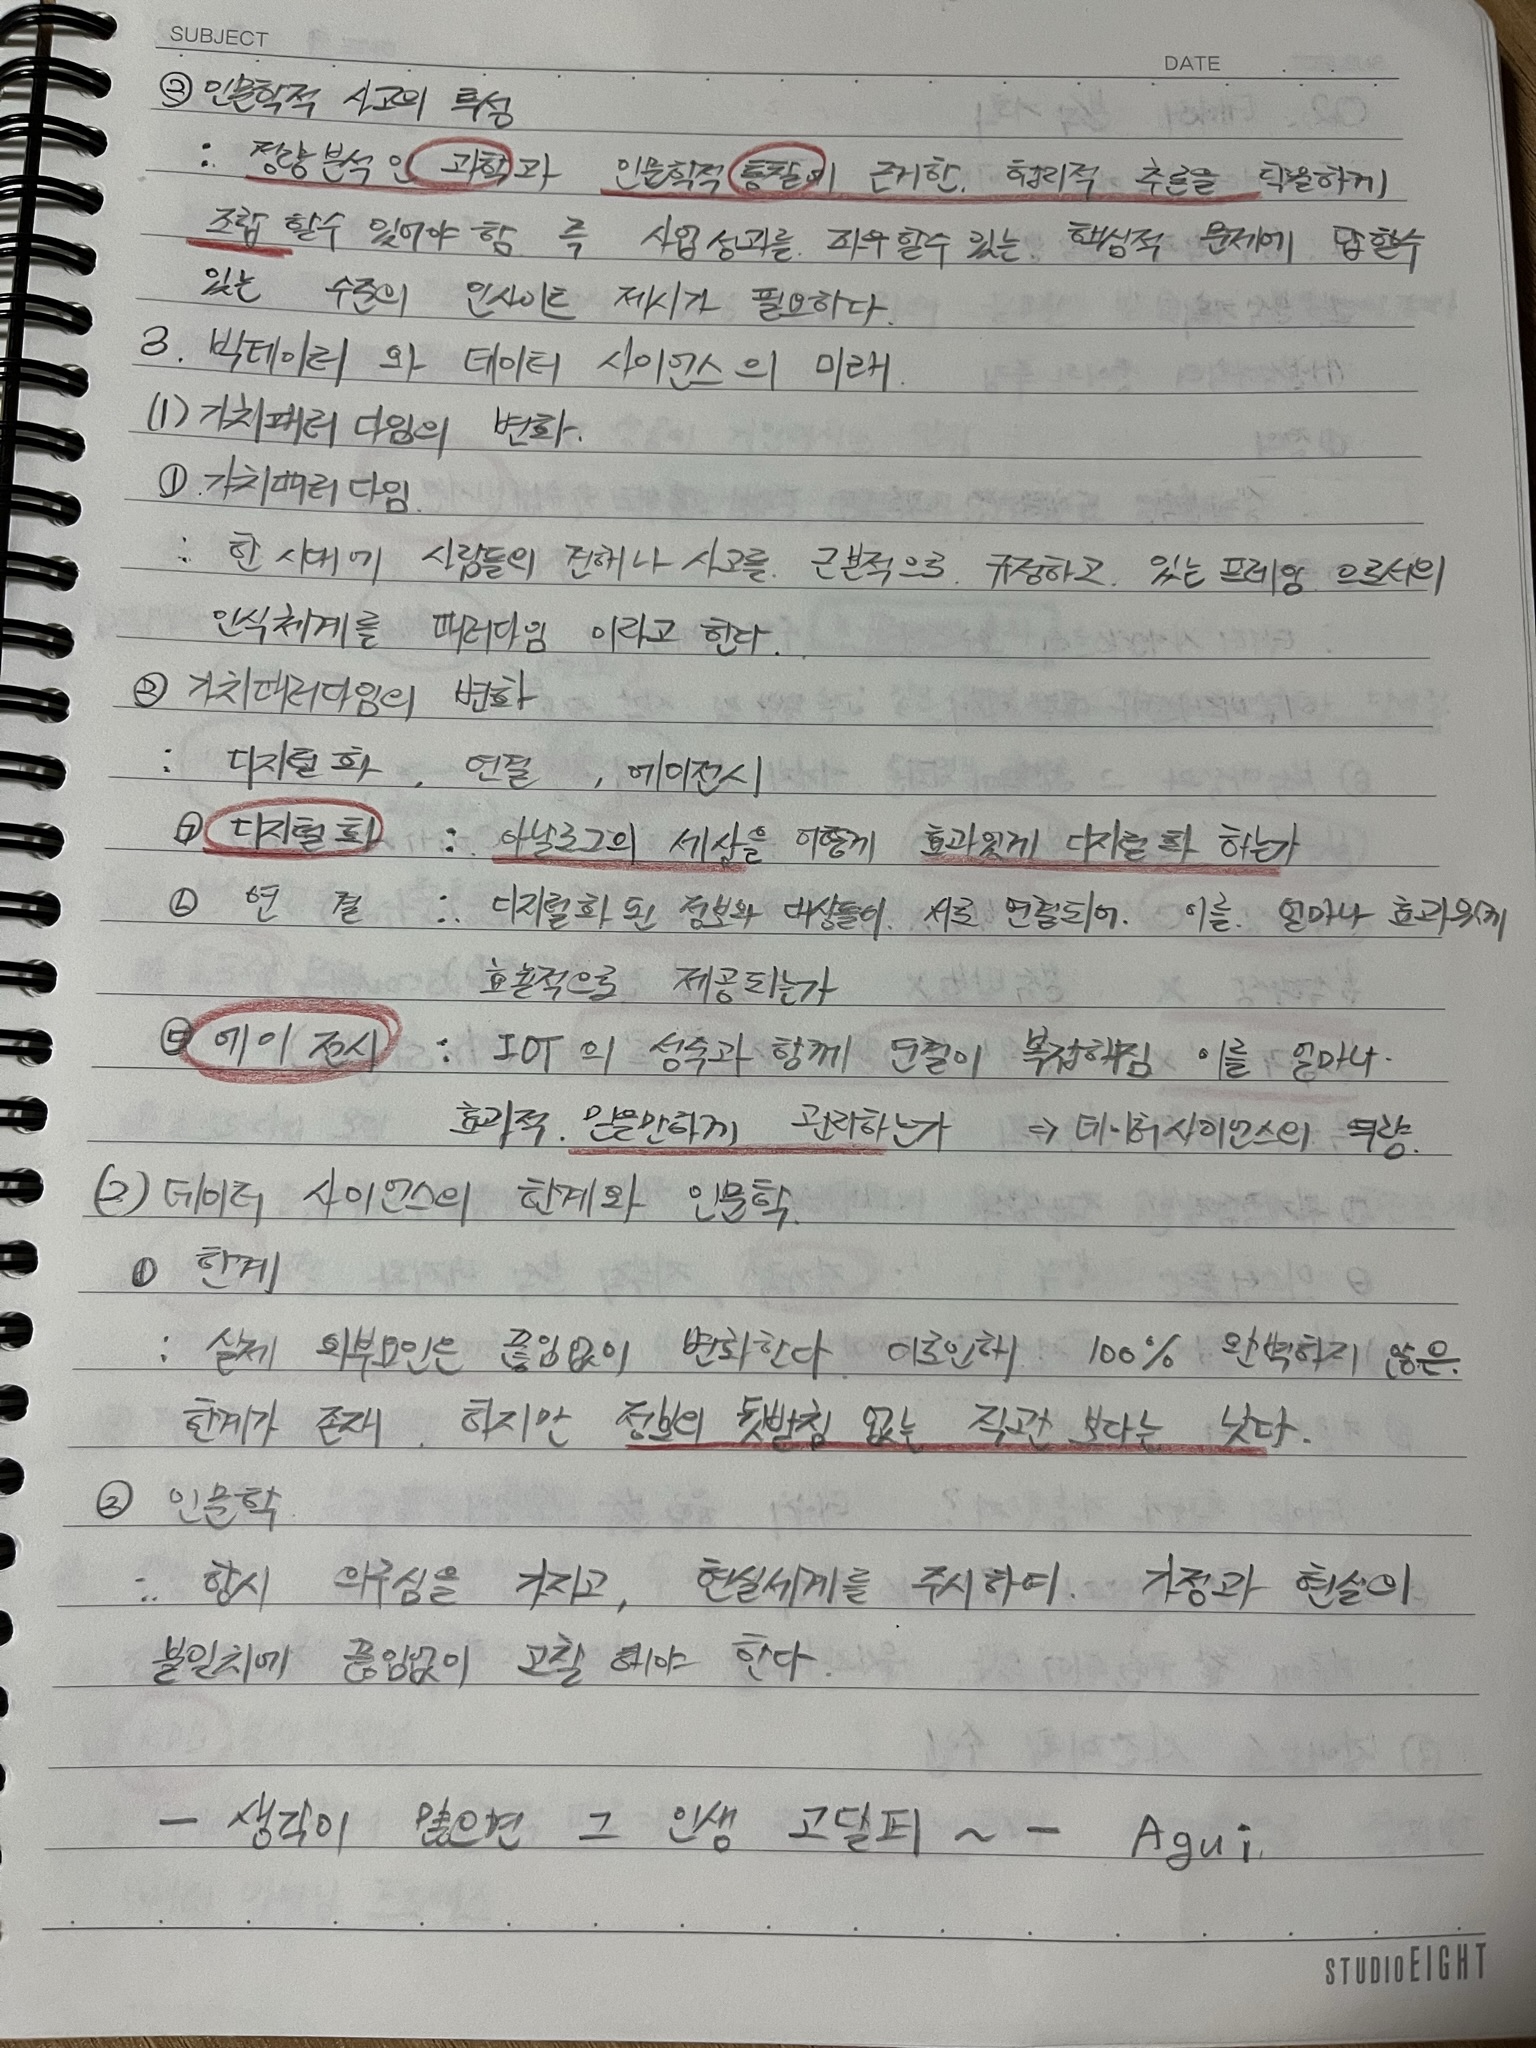 SUBJECT
DATE
② 인문학적 사고의 특성
: 정량분석인 과학과 인문학적 통찰에 근거한 합리적 추론을 탁월하게
조합 할수 있어야 함 즉 사업성과를 좌우할수 있는 핵심적 문제에 답할수
있는 수준의 인사이트 제시가 필요하다.
3. 빅데이터 와 데이터 사이언스의 미래.
(1) 가치패러다임의 변화.
① 가치패러다임.
: 한 시대에 사람들의 견해나 사고를 근본적으로 규정하고 있는 프레임 으로서의
인식체계를 패러다임 이라고 한다.
② 가치패러다임의 변화
: 디지털화, 연결, 에이전시
㉠ 디지털화 : 아날로그의 세상을 어떻게 효과있게 디지털화 하는가
㉡ 연결 : 디지털화 된 정보와 대상들이 서로 연결되어 이를 얼마나 효과있게
효율적으로 제공되는가
㉢ 에이전시 : IOT의 성숙과 함께 연결이 복잡해짐 이를 얼마나
효과적 믿을만하게 관리하는가 ⇒ 데이터사이언스의 역량.
(2) 데이터 사이언스의 한계와 인문학.
① 한계
: 실제 외부요인은 끊임없이 변화한다 이로인해 100% 완벽하지 않은
한계가 존재. 하지만 정보의 뒷받침 없는 직관 보다는 낫다.
② 인문학
: 항시 의구심을 가지고, 현실세계를 주시하여. 가정과 현실의
불일치에 끊임없이 고찰 해야 한다.
- 생각이 많으면 그 인생 고달퍼 ~ - Agui.
STUDIO EIGHT